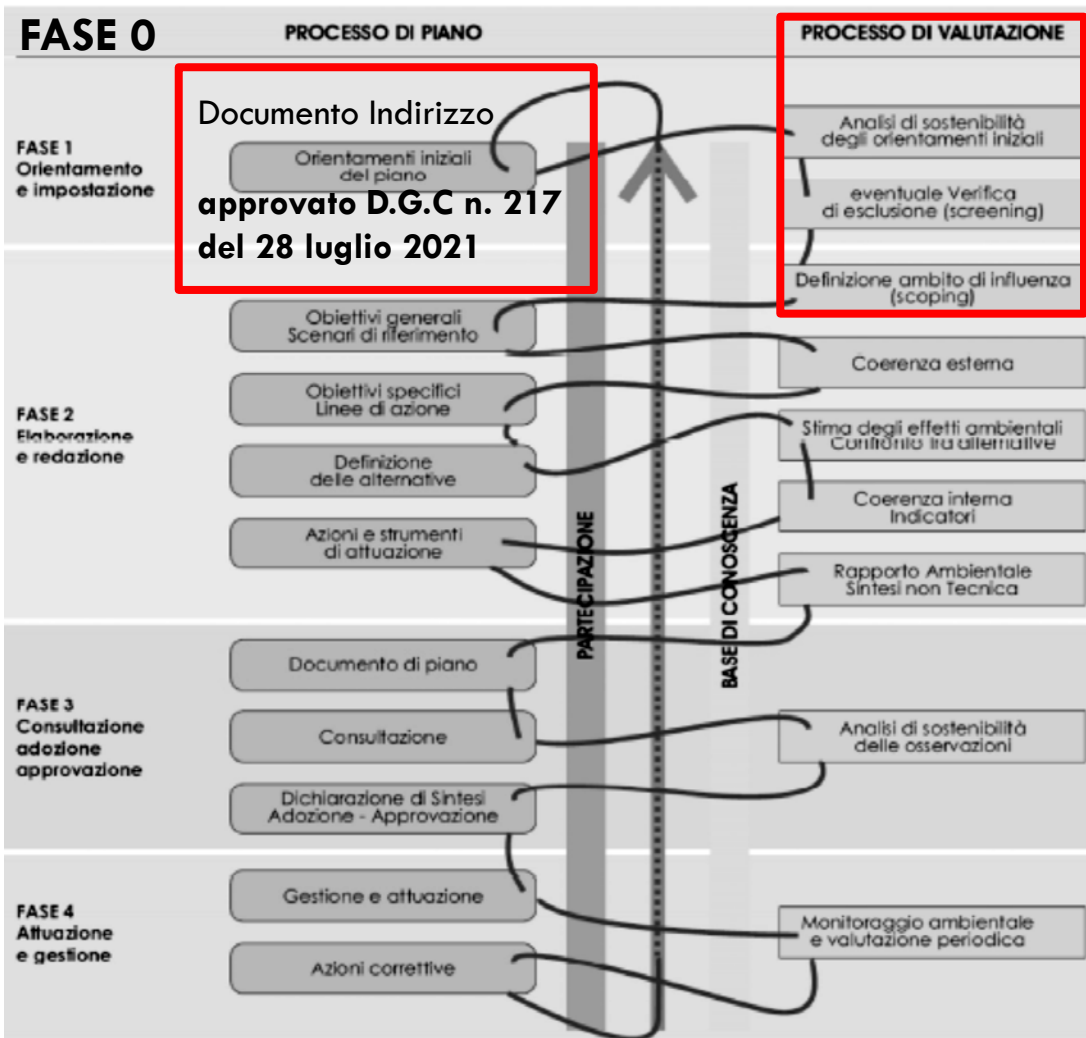 FASE 0
PROCESSO DI PIANO
PROCESSO DI VALUTAZIONE
FASE 1
Orientamento
e impostazione
Documento Indirizzo
Orientamenti iniziali
del piano
approvato D.G.C n. 217
del 28 luglio 2021
Analisi di sostenibilità
degli orientamenti iniziali
eventuale Verifica
di esclusione (screening)
Definizione ambito di influenza
(scoping)
FASE 2
Elaborazione
e redazione
Obiettivi generali
Scenari di riferimento
Obiettivi specifici
Linee di azione
Definizione
delle alternative
Azioni e strumenti
di attuazione
PARTECIPAZIONE
BASE DI CONOSCENZA
Coerenza esterna
Stima degli effetti ambientali
Confronto tra alternative
Coerenza interna
Indicatori
Rapporto Ambientale
Sintesi non Tecnica
FASE 3
Consultazione
adozione
approvazione
Documento di piano
Consultazione
Dichiarazione di Sintesi
Adozione - Approvazione
Analisi di sostenibilità
delle osservazioni
FASE 4
Attuazione
e gestione
Gestione e attuazione
Azioni correttive
Monitoraggio ambientale
e valutazione periodica